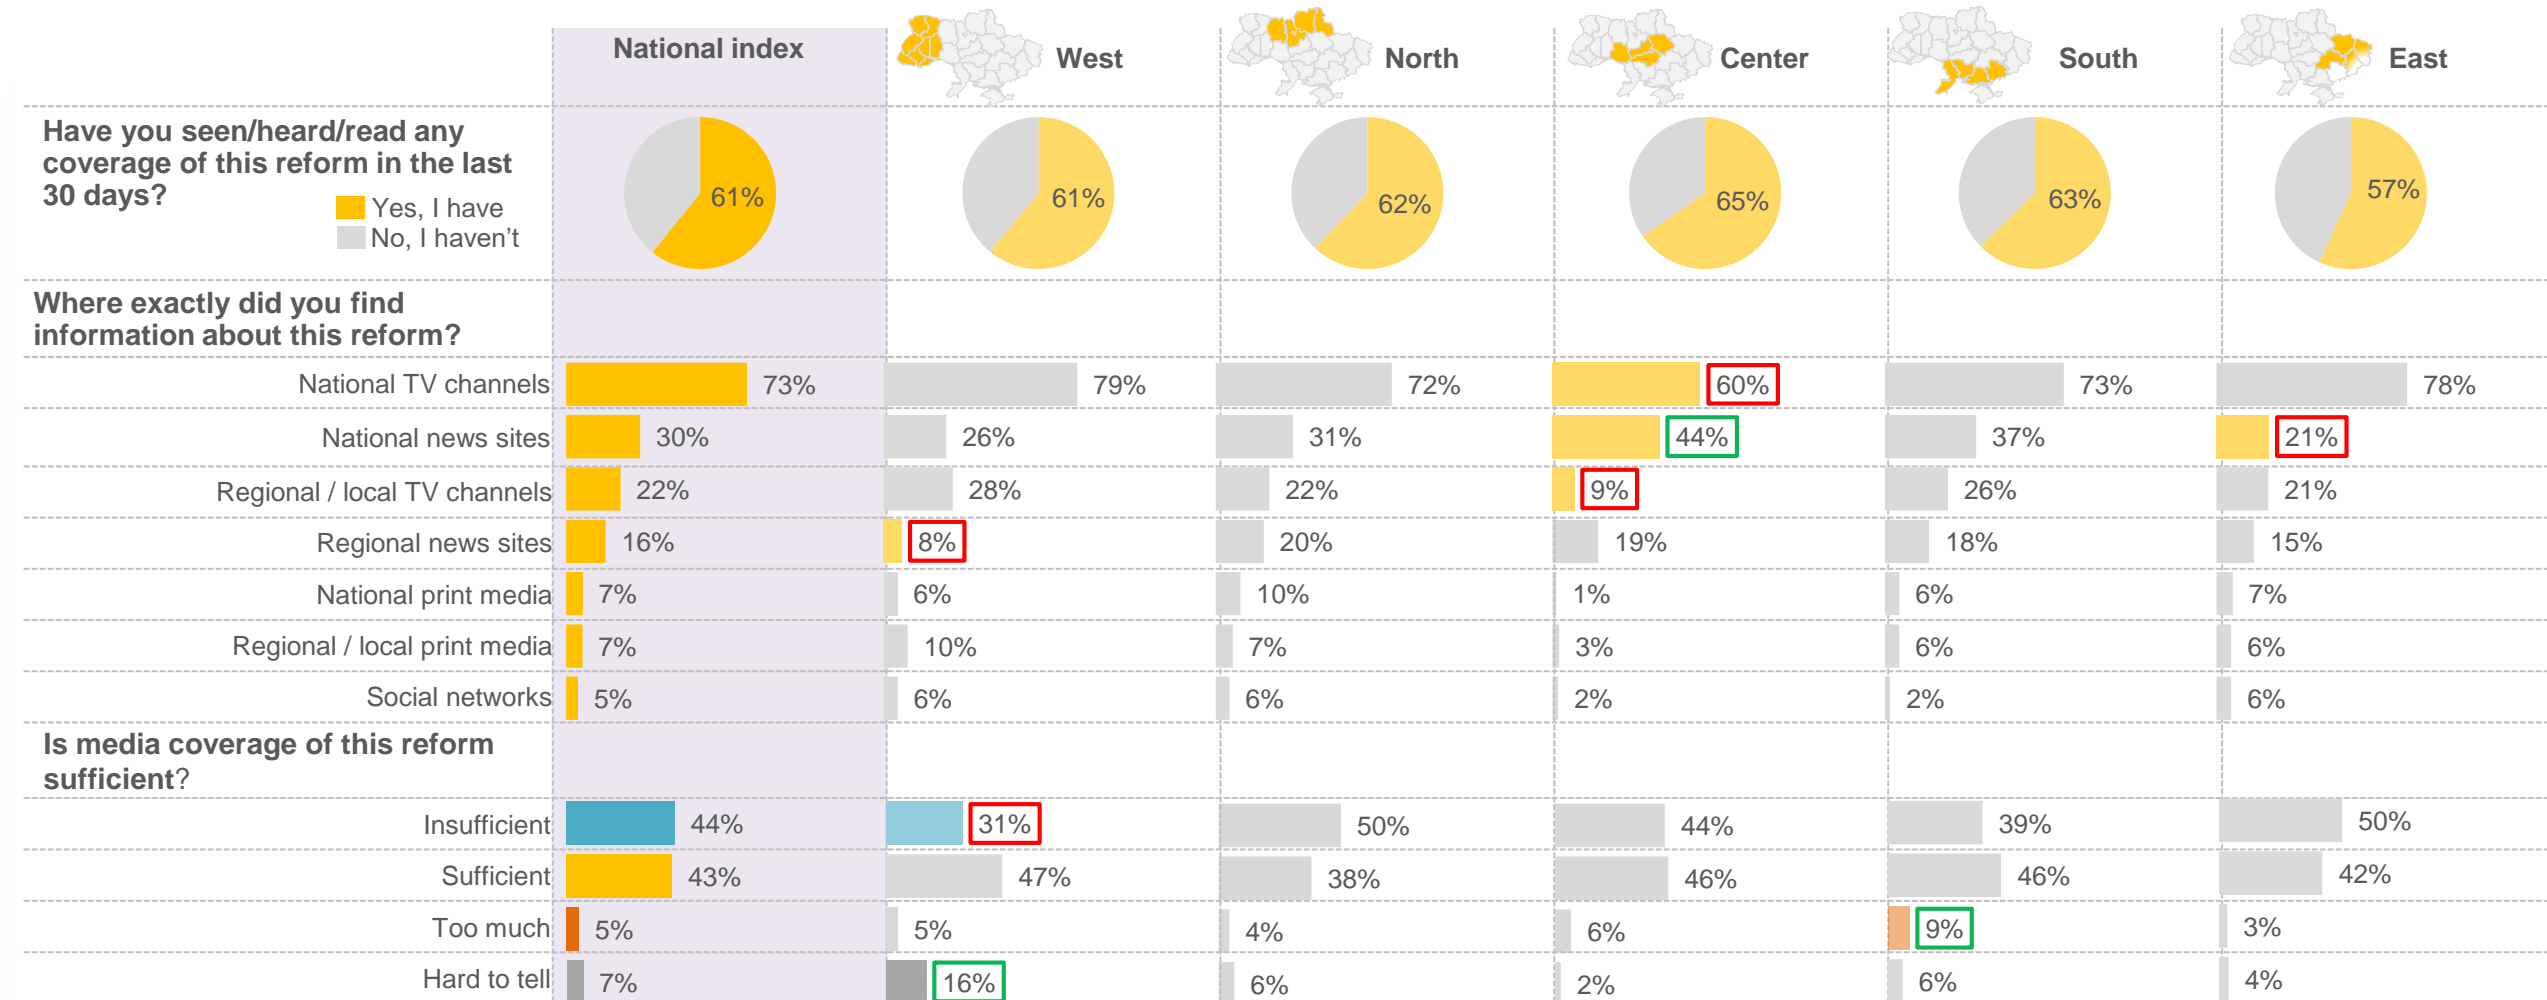 National index
West
North
Center
South
East
Have you seen/heard/read any
coverage of this reform in the last
30 days?
Yes, I have
No, I haven't
61%
61%
62%
65%
63%
57%
Where exactly did you find
information about this reform?
National TV channels 73% 79% 72% 60% 73% 78%
National news sites 30% 26% 31% 44% 37% 21%
Regional / local TV channels 22% 28% 22% 9% 26% 21%
Regional news sites 16% 8% 20% 19% 18% 15%
National print media 7% 6% 10% 1% 6% 7%
Regional / local print media 7% 10% 7% 3% 6% 6%
Social networks 5% 6% 6% 2% 2% 6%
Is media coverage of this reform
sufficient?
Insufficient 44% 31% 50% 44% 39% 50%
Sufficient 43% 47% 38% 46% 46% 42%
Too much 5% 5% 4% 6% 9% 3%
Hard to tell 7% 16% 6% 2% 6% 4%